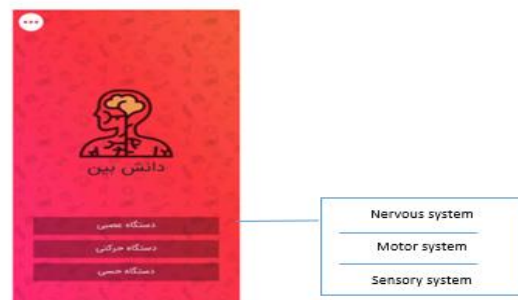 دانش بین
دستگاه عصبی
دستگاه حرکتی
دستگاه حسی
Nervous system
Motor system
Sensory system